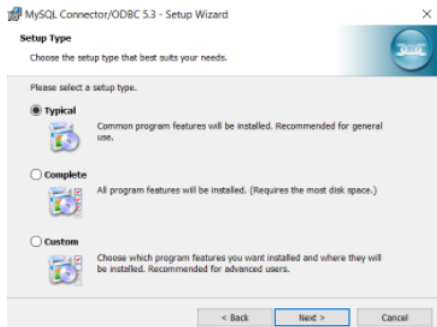 MySQL Connector/ODBC 5.3 - Setup Wizard
Setup Type
Choose the setup type that best suits your needs.
Please select a setup type.
Typical
Common program features will be installed. Recommended for general
use.
Complete
All program features will be installed. (Requires the most disk space.)
Custom
Choose which program features you want installed and where they will
be installed. Recommended for advanced users.
< Back
Next >
Cancel